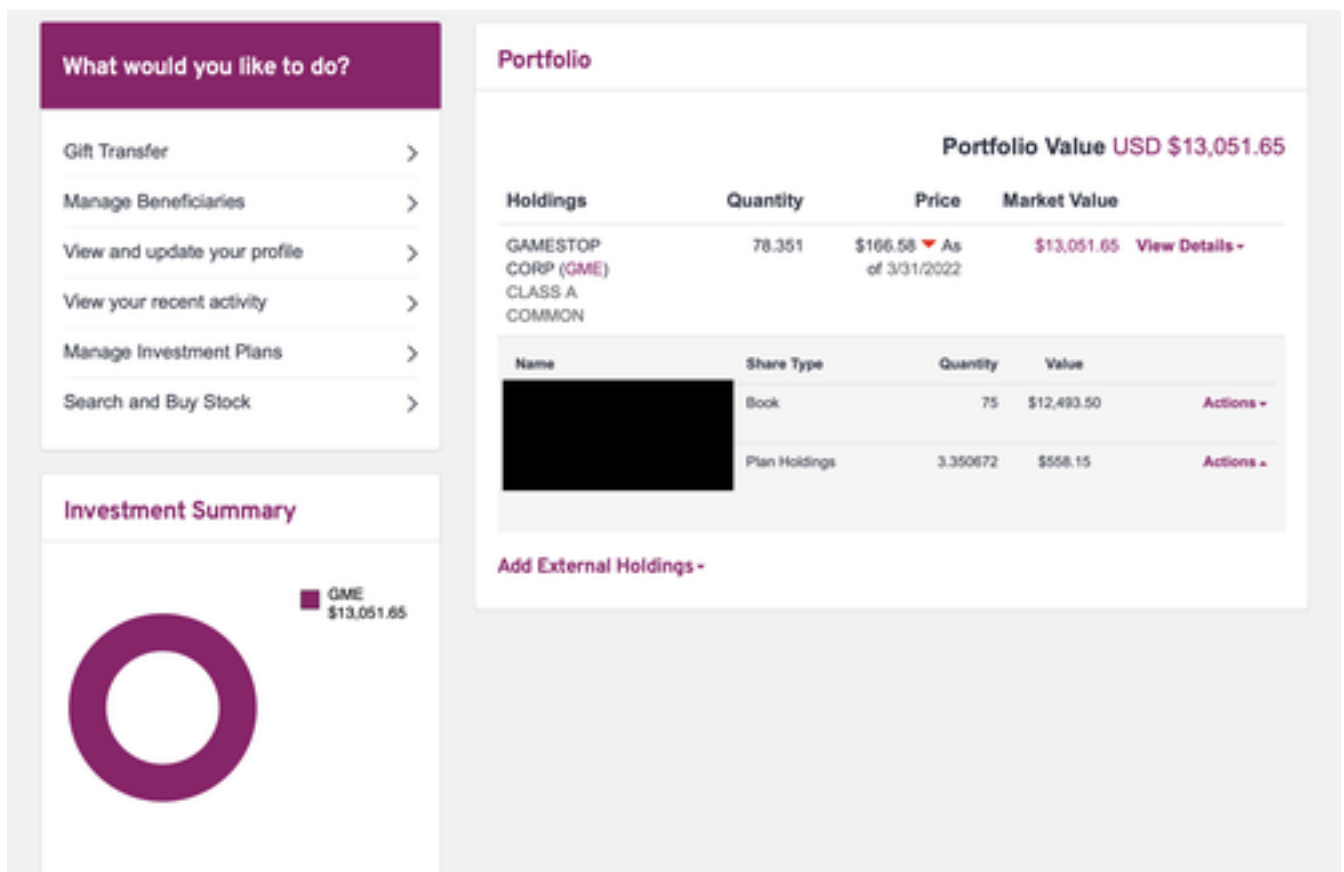 What would you like to do?
Gift Transfer
Manage Beneficiaries
View and update your profile
View your recent activity
Manage Investment Plans
Search and Buy Stock
Investment Summary
GME
$13,051.65
Portfolio
Portfolio Value USD $13,051.65
Holdings Quantity Price Market Value
GAMESTOP 78.351 $166.58 As $13,051.65 View Details
CORP (GME) of 3/31/2022
CLASS A
COMMON
Name Share Type Quantity Value
Book 75 $12,493.50 Actions
Plan Holdings 3.350672 $558.15 Actions
Add External Holdings